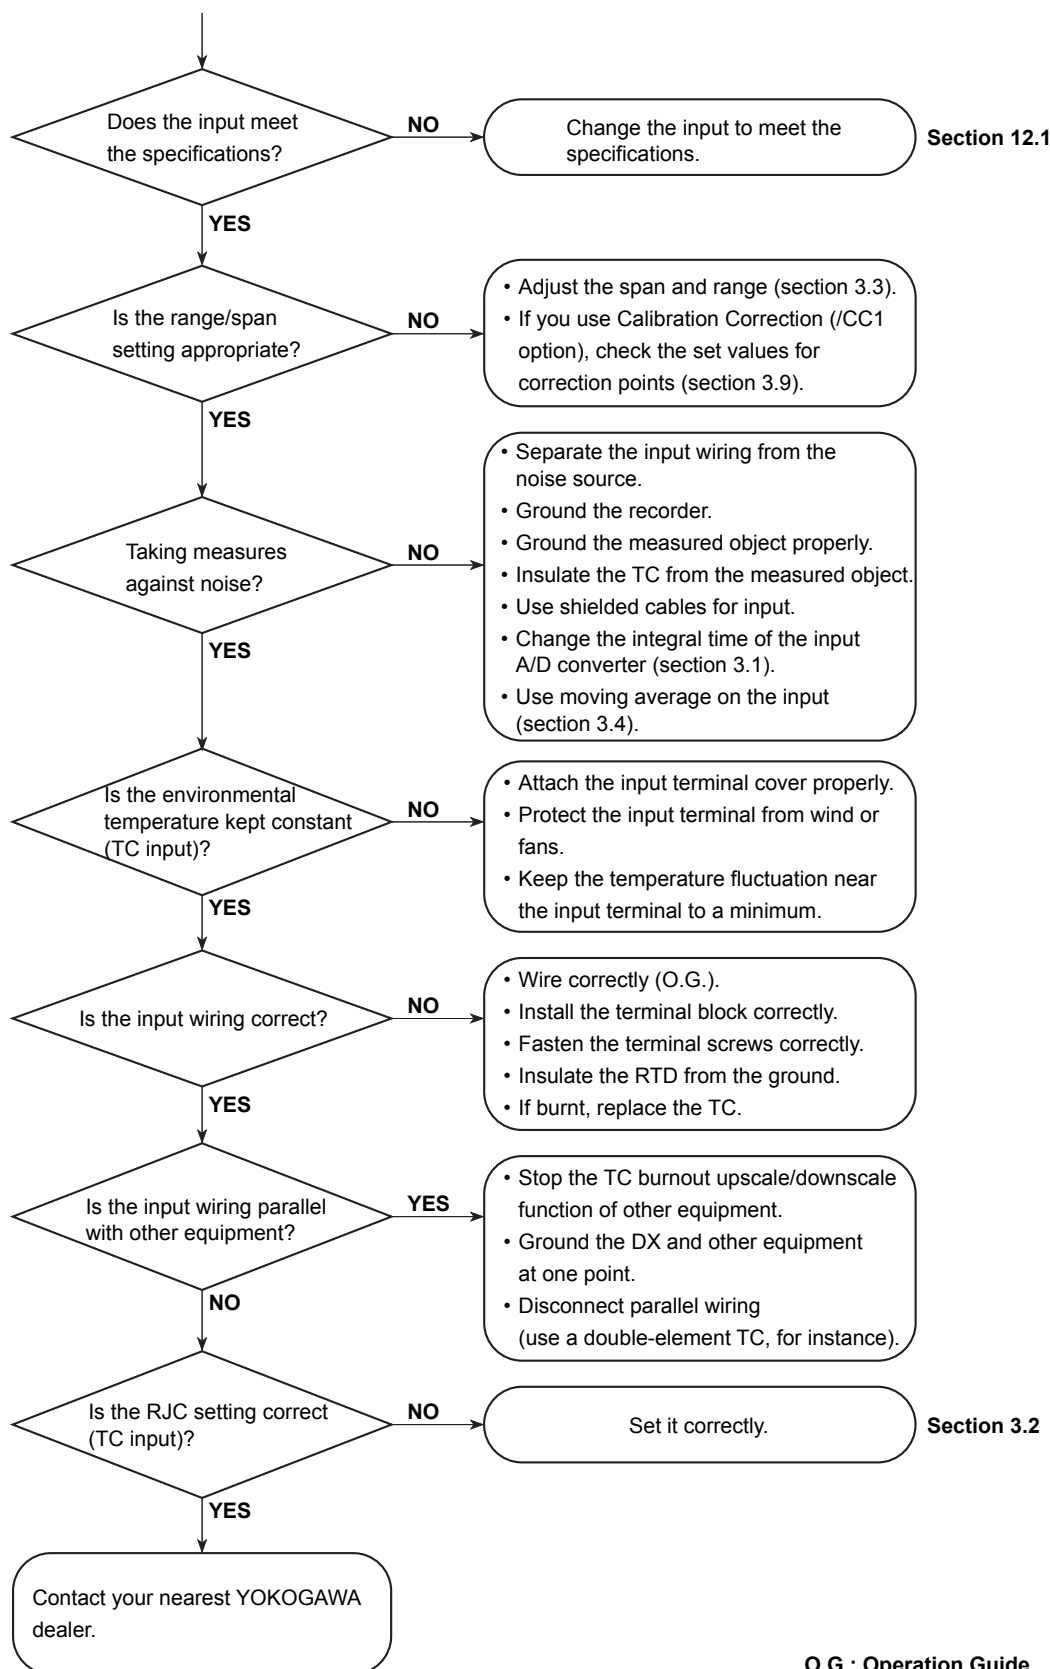 Does the input meet
the specifications?
NO
Change the input to meet the
specifications.
Section 12.1
YES
Is the range/span
setting appropriate?
NO
• Adjust the span and range (section 3.3).
• If you use Calibration Correction (/CC1
option), check the set values for
correction points (section 3.9).
YES
Taking measures
against noise?
NO
• Separate the input wiring from the
noise source.
• Ground the recorder.
• Ground the measured object properly.
• Insulate the TC from the measured object.
• Use shielded cables for input.
• Change the integral time of the input
A/D converter (section 3.1).
• Use moving average on the input
(section 3.4).
YES
Is the environmental
temperature kept constant
(TC input)?
NO
• Attach the input terminal cover properly.
• Protect the input terminal from wind or
fans.
• Keep the temperature fluctuation near
the input terminal to a minimum.
YES
Is the input wiring correct?
NO
• Wire correctly (O.G.).
• Install the terminal block correctly.
• Fasten the terminal screws correctly.
• Insulate the RTD from the ground.
• If burnt, replace the TC.
YES
Is the input wiring parallel
with other equipment?
YES
• Stop the TC burnout upscale/downscale
function of other equipment.
• Ground the DX and other equipment
at one point.
• Disconnect parallel wiring
(use a double-element TC, for instance).
NO
Is the RJC setting correct
(TC input)?
NO
Set it correctly.
Section 3.2
YES
Contact your nearest YOKOGAWA
dealer.
O.G.: Operation Guide